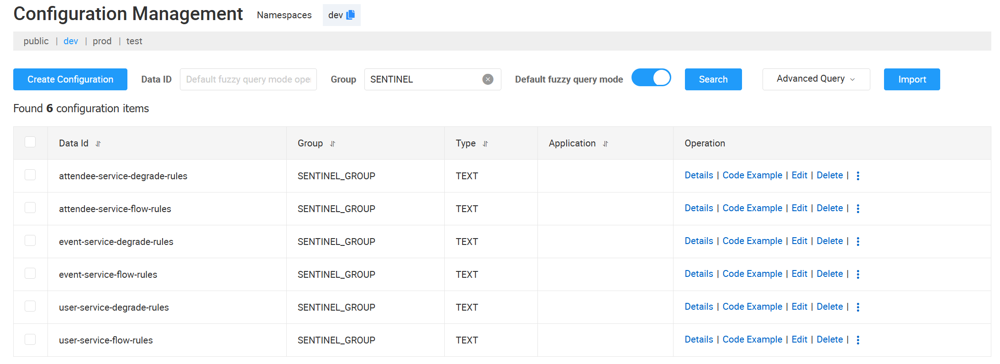 Configuration Management Namespaces dev
public | dev | prod | test
Create Configuration Data ID Default fuzzy query mode ope Group SENTINEL Default fuzzy query mode Search Advanced Query Import
Found 6 configuration items
Data Id Group Type Application Operation
attendee-service-degrade-rules SENTINEL_GROUP TEXT Details | Code Example | Edit | Delete |
attendee-service-flow-rules SENTINEL_GROUP TEXT Details | Code Example | Edit | Delete |
event-service-degrade-rules SENTINEL_GROUP TEXT Details | Code Example | Edit | Delete |
event-service-flow-rules SENTINEL_GROUP TEXT Details | Code Example | Edit | Delete |
user-service-degrade-rules SENTINEL_GROUP TEXT Details | Code Example | Edit | Delete |
user-service-flow-rules SENTINEL_GROUP TEXT Details | Code Example | Edit | Delete |